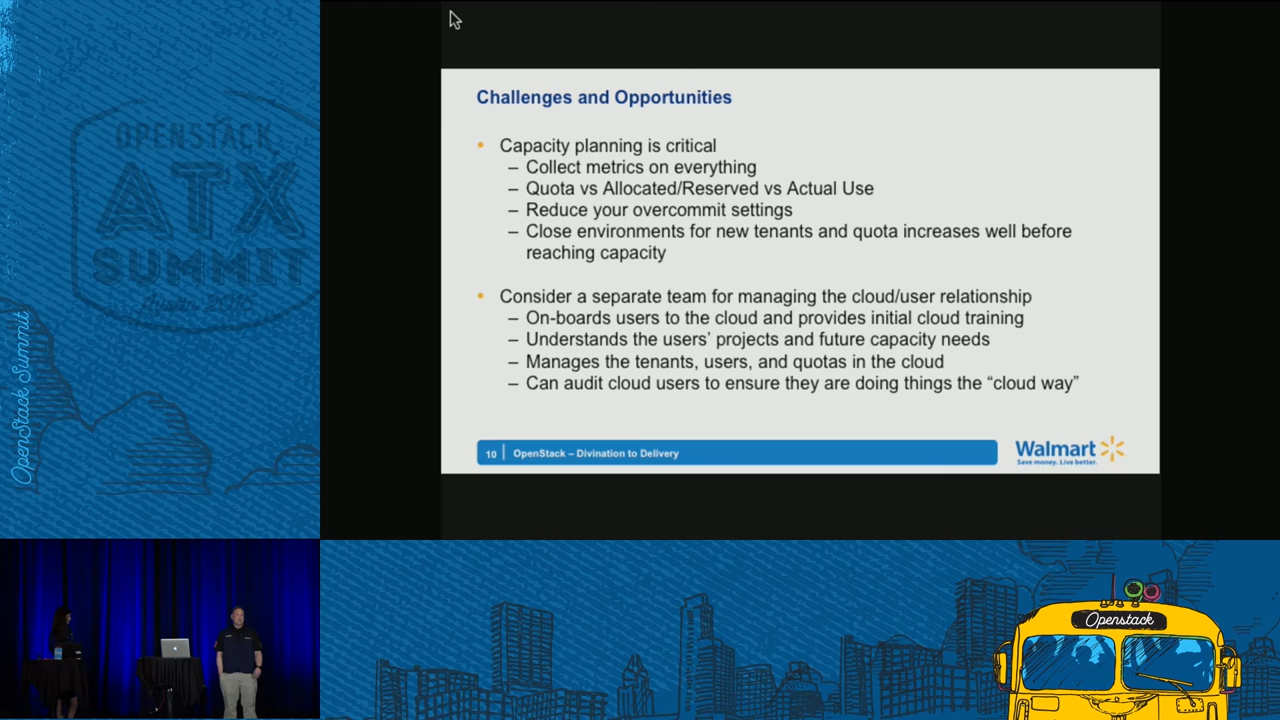 OPENSTACK
ATX
SUMMIT
Austin 2016
OpenStack Summit
Challenges and Opportunities
• Capacity planning is critical
– Collect metrics on everything
– Quota vs Allocated/Reserved vs Actual Use
– Reduce your overcommit settings
– Close environments for new tenants and quota increases well before
reaching capacity
• Consider a separate team for managing the cloud/user relationship
– On-boards users to the cloud and provides initial cloud training
– Understands the users’ projects and future capacity needs
– Manages the tenants, users, and quotas in the cloud
– Can audit cloud users to ensure they are doing things the “cloud way”
10 OpenStack – Divination to Delivery
Walmart
Save money. Live better.
Openstack